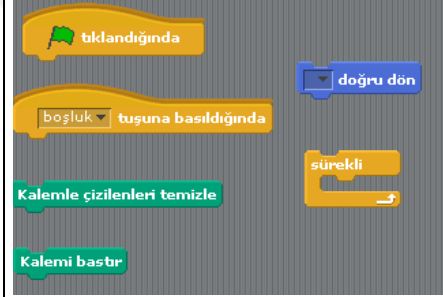 tıklandığında
doğru dön
boşluk tuşuna basıldığında
sürekli
Kalemle çizilenleri temizle
Kalemi bastır